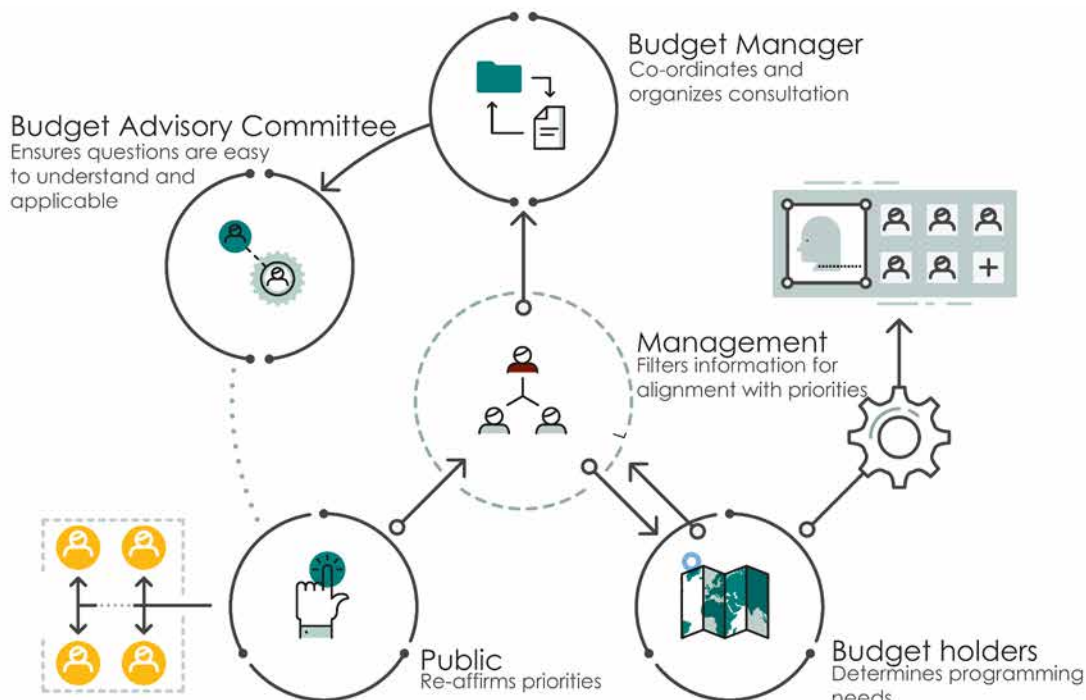 Budget Manager
Co-ordinates and
organizes consultation
Budget Advisory Committee
Ensures questions are easy
to understand and
applicable
Management
Filters information for
alignment with priorities
Public
Re-affirms priorities
Budget holders
Determines programming
needs